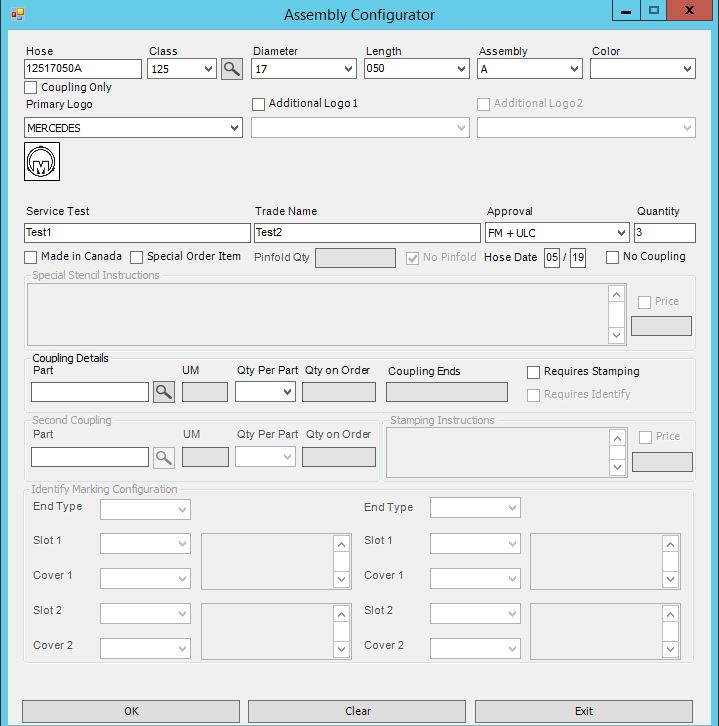 Assembly Configurator
Hose Class Diameter Length Assembly Color
12517050A 125 17 050 A
Coupling Only
Primary Logo Additional Logo1 Additional Logo2
MERCEDES
M
Service Test Trade Name Approval Quantity
Test1 Test2 FM + ULC 3
Made in Canada Special Order Item Pinfold Qty No Pinfold Hose Date 05 / 19 No Coupling
Special Stencil Instructions
Price
Coupling Details
Part UM Qty Per Part Qty on Order Coupling Ends Requires Stamping
Requires Identify
Second Coupling Stamping Instructions
Part UM Qty Per Part Qty on Order Price
Identify Marking Configuration
End Type End Type
Slot 1 Slot 1
Cover 1 Cover 1
Slot 2 Slot 2
Cover 2 Cover 2
OK Clear Exit